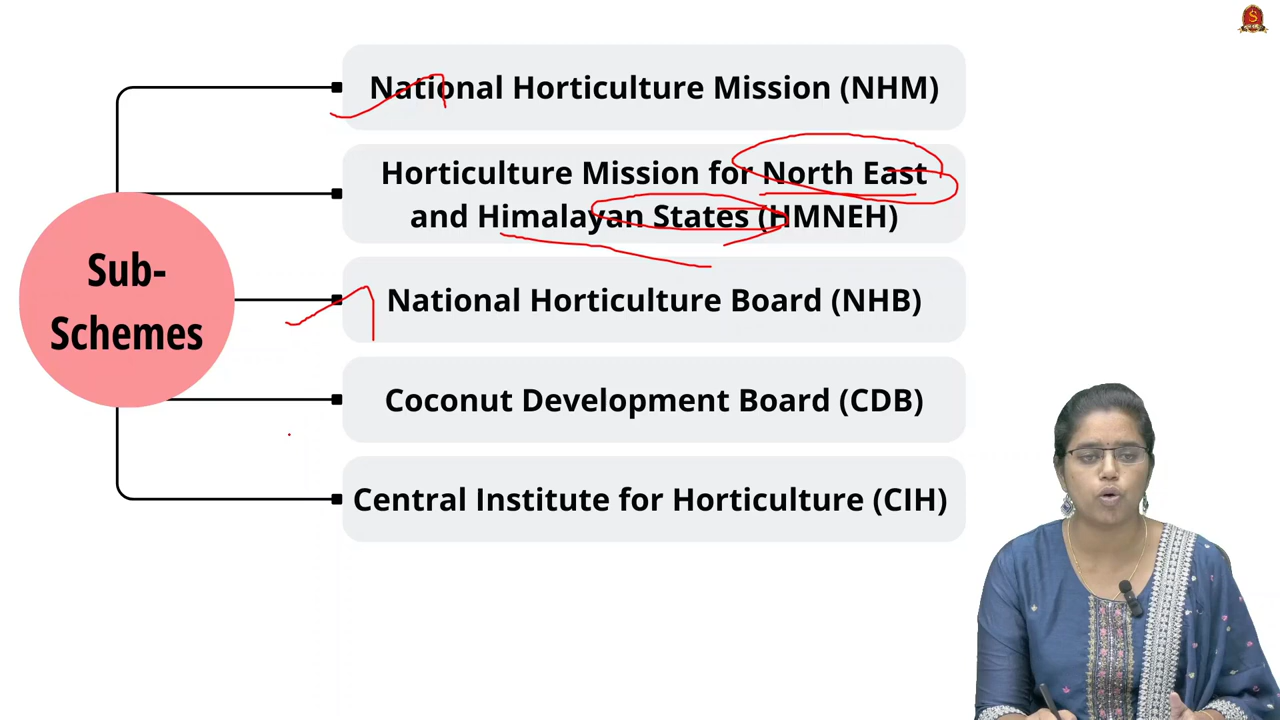 National Horticulture Mission (NHM)
Horticulture Mission for North East
and Himalayan States (HMNEH)
Sub-
Schemes
National Horticulture Board (NHB)
Coconut Development Board (CDB)
Central Institute for Horticulture (CIH)